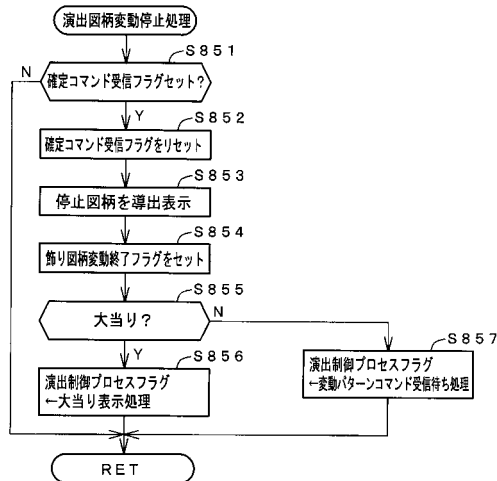 演出図柄変動停止処理
S851
N
確定コマンド受信フラグセット？
Y
S852
確定コマンド受信フラグをリセット
S853
停止図柄を導出表示
S854
飾り図柄変動終了フラグをセット
S855
大当り？
N
Y
S856
演出制御プロセスフラグ
←大当り表示処理
S857
演出制御プロセスフラグ
←変動パターンコマンド受信待ち処理
RET